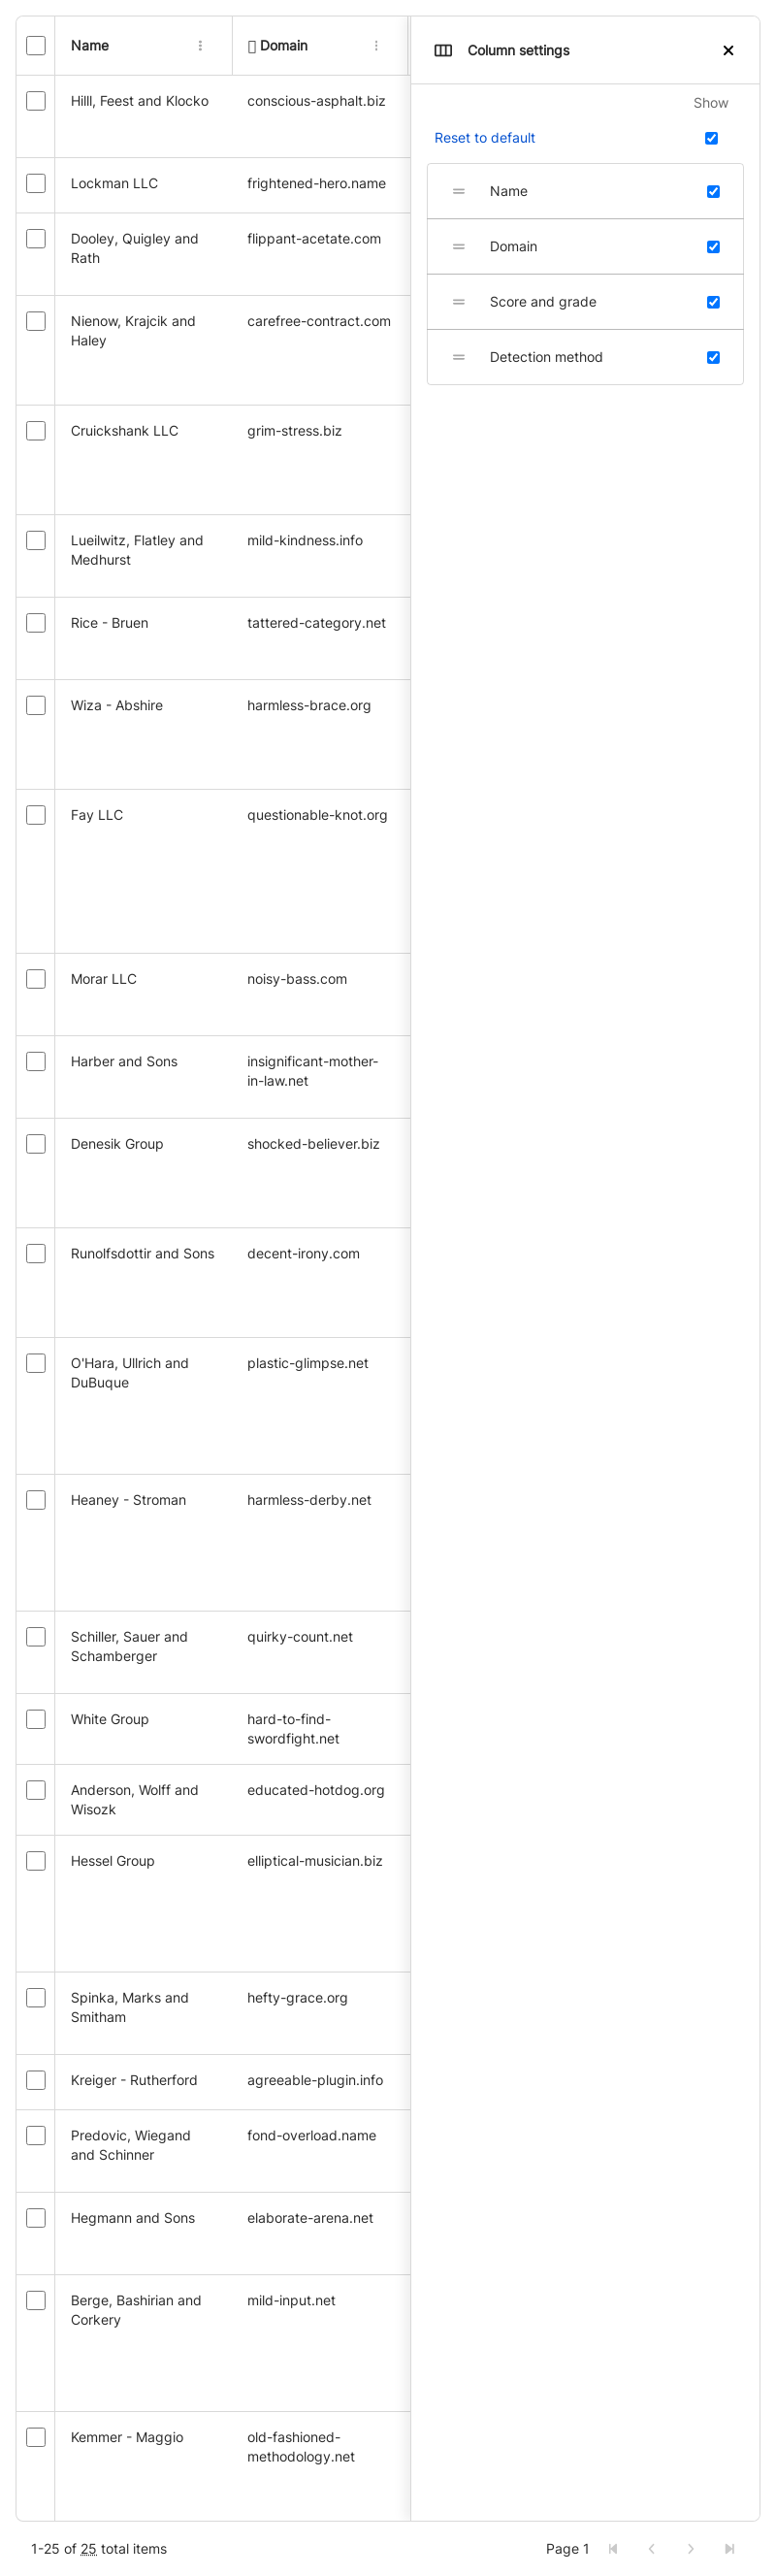 Name
Domain
Column settings
Show
Reset to default
Name
Domain
Score and grade
Detection method
Hilll, Feest and Klocko
conscious-asphalt.biz
Lockman LLC
frightened-hero.name
Dooley, Quigley and
Rath
flippant-acetate.com
Nienow, Krajcik and
Haley
carefree-contract.com
Cruickshank LLC
grim-stress.biz
Lueilwitz, Flatley and
Medhurst
mild-kindness.info
Rice - Bruen
tattered-category.net
Wiza - Abshire
harmless-brace.org
Fay LLC
questionable-knot.org
Morar LLC
noisy-bass.com
Harber and Sons
insignificant-mother-
in-law.net
Denesik Group
shocked-believer.biz
Runolfsdottir and Sons
decent-irony.com
O'Hara, Ullrich and
DuBuque
plastic-glimpse.net
Heaney - Stroman
harmless-derby.net
Schiller, Sauer and
Schamberger
quirky-count.net
White Group
hard-to-find-
swordfight.net
Anderson, Wolff and
Wisozk
educated-hotdog.org
Hessel Group
elliptical-musician.biz
Spinka, Marks and
Smitham
hefty-grace.org
Kreiger - Rutherford
agreeable-plugin.info
Predovic, Wiegand
and Schinner
fond-overload.name
Hegmann and Sons
elaborate-arena.net
Berge, Bashirian and
Corkery
mild-input.net
Kemmer - Maggio
old-fashioned-
methodology.net
1-25 of 25 total items
Page 1